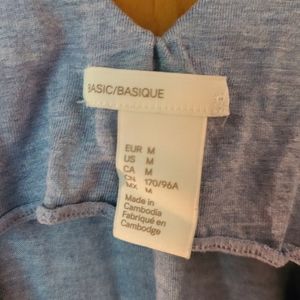 BASIC/BASIQUE
EUR M
US M
CA M
CN 170/96A
MX M
Made in
Cambodia
Fabriqué en
Cambodge